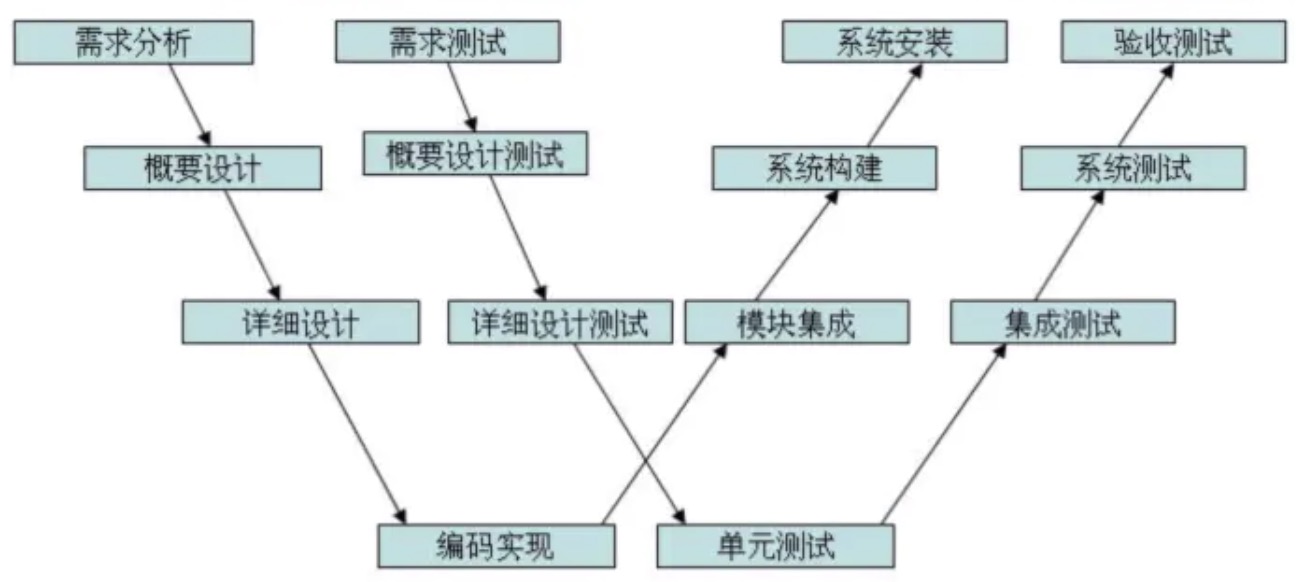 需求分析
需求测试
系统安装
验收测试
概要设计
概要设计测试
系统构建
系统测试
详细设计
详细设计测试
模块集成
集成测试
编码实现
单元测试